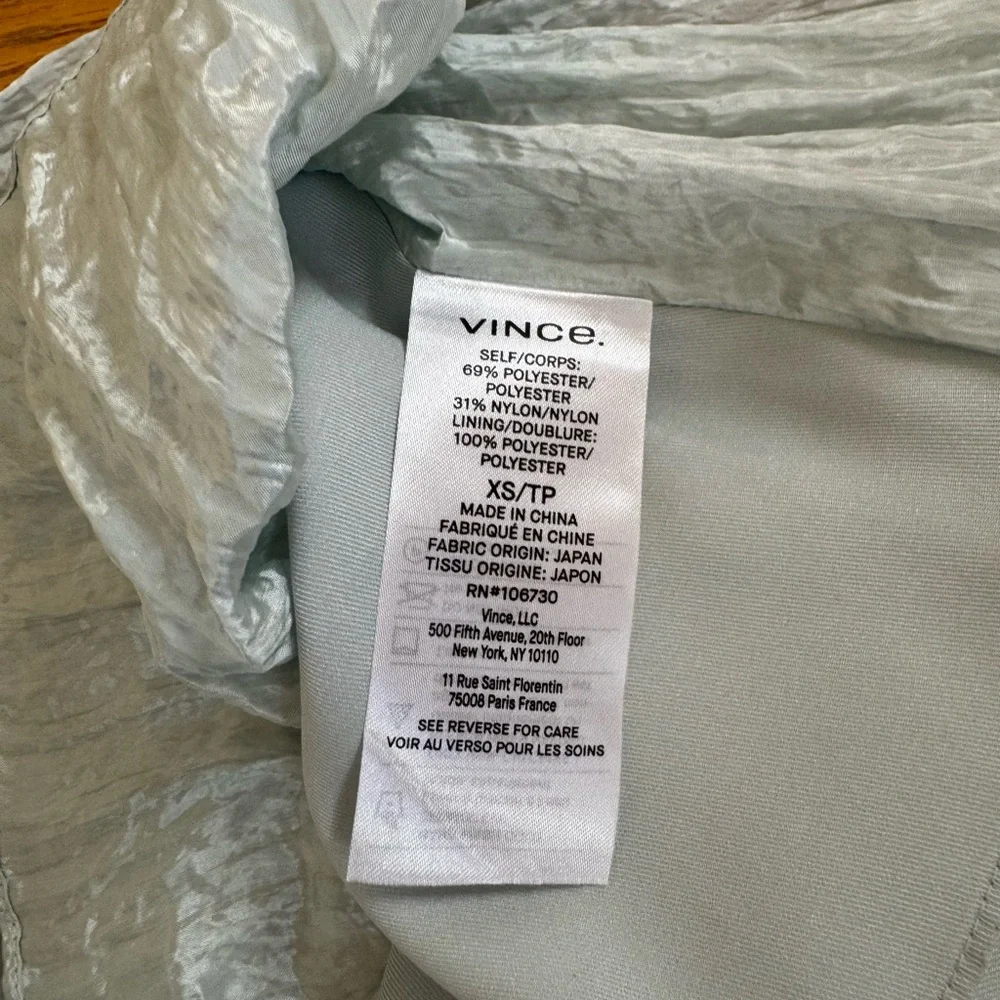 VINCe.
SELF/CORPS:
69% POLYESTER/
POLYESTER
31% NYLON/NYLON
LINING/DOUBLURE:
100% POLYESTER/
POLYESTER
XS/TP
MADE IN CHINA
FABRIQUÉ EN CHINE
FABRIC ORIGIN: JAPAN
TISSU ORIGINE: JAPON
RN#106730
Vince, LLC
500 Fifth Avenue, 20th Floor
New York, NY 10110
11 Rue Saint Florentin
75008 Paris France
SEE REVERSE FOR CARE
VOIR AU VERSO POUR LES SOINS